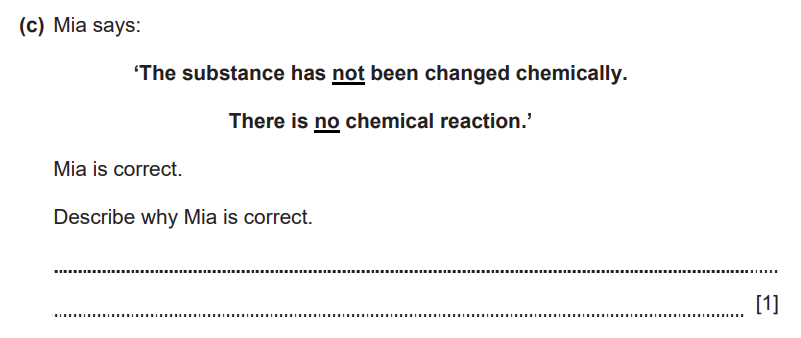 (c) Mia says:
‘The substance has not been changed chemically.
There is no chemical reaction.’
Mia is correct.
Describe why Mia is correct.
[1]